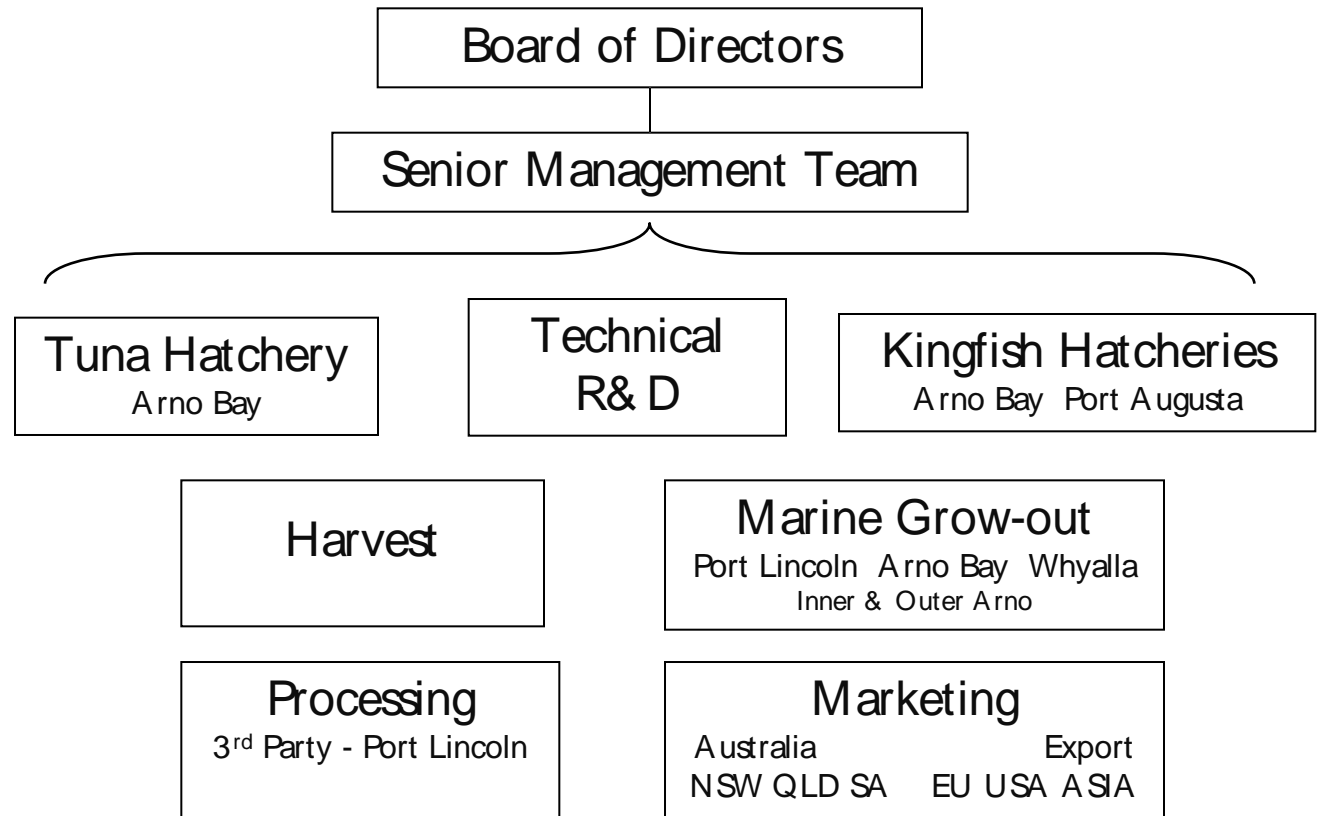 Board of Directors
Senior Management Team
Tuna Hatchery
Arno Bay
Technical
R& D
Kingfish Hatcheries
Arno Bay Port Augusta
Harvest
Marine Grow-out
Port Lincoln Arno Bay Whyalla
Inner & Outer Arno
Processing
3rd Party - Port Lincoln
Marketing
Australia Export
NSW QLD SA EU USA ASIA